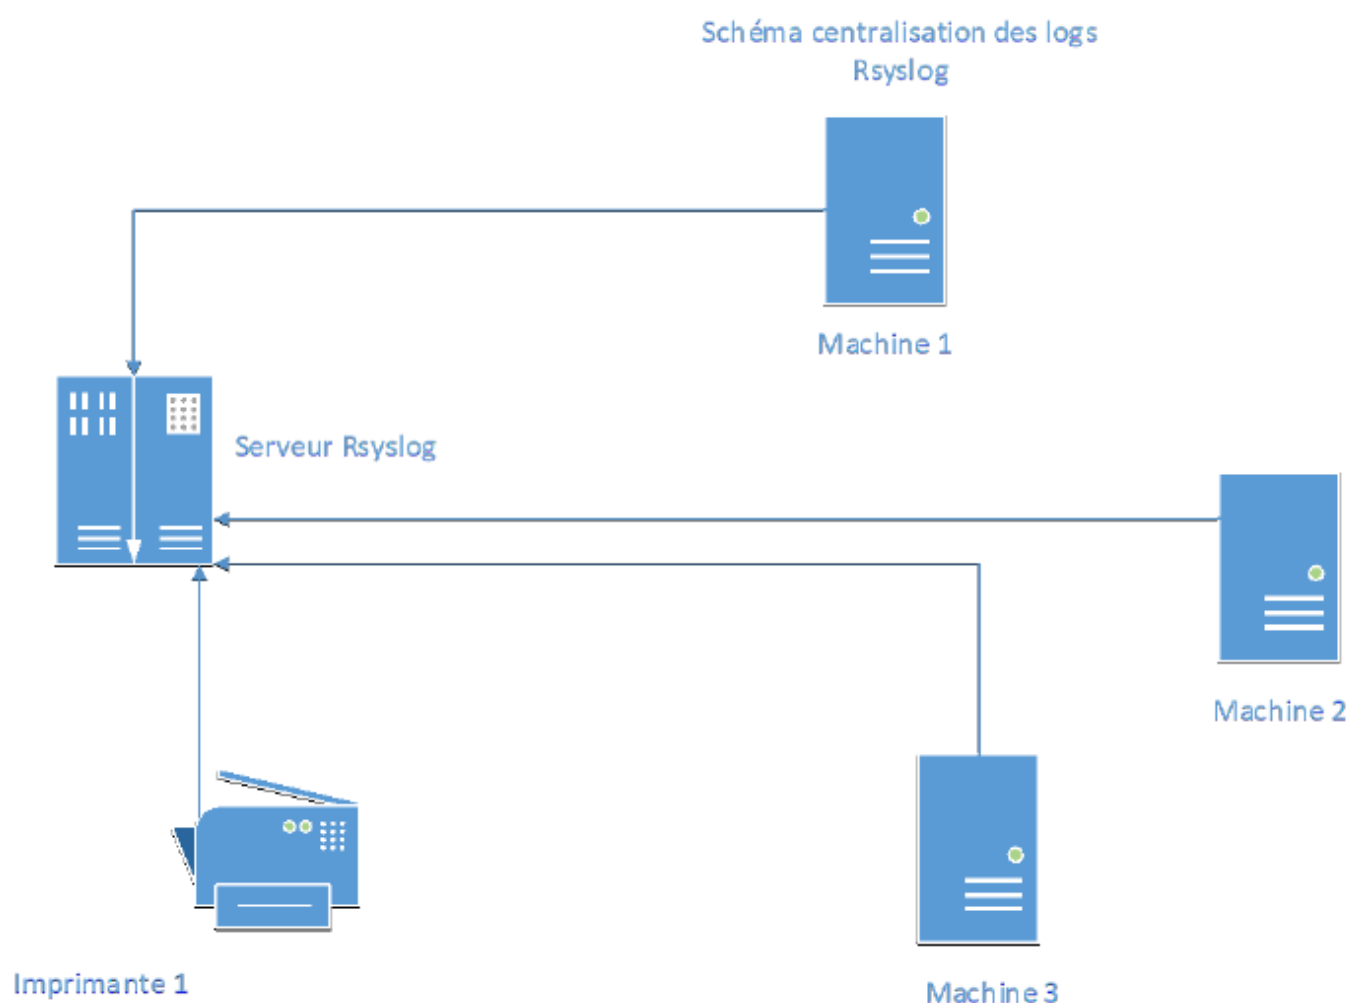 Schéma centralisation des logs
Rsyslog
Machine 1
Serveur Rsyslog
Machine 2
Imprimante 1
Machine 3